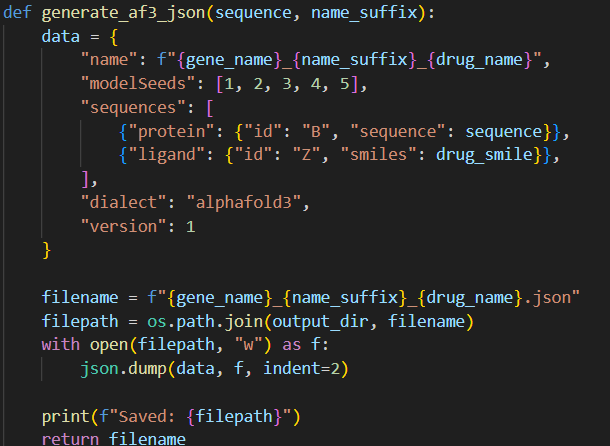 def generate_af3_json(sequence, name_suffix):
    data = {
        "name": f"{gene_name}_{name_suffix}_{drug_name}",
        "modelSeeds": [1, 2, 3, 4, 5],
        "sequences": [
            {"protein": {"id": "B", "sequence": sequence}},
            {"ligand": {"id": "Z", "smiles": drug_smile}},
        ],
        "dialect": "alphafold3",
        "version": 1
    }

    filename = f"{gene_name}_{name_suffix}_{drug_name}.json"
    filepath = os.path.join(output_dir, filename)
    with open(filepath, "w") as f:
        json.dump(data, f, indent=2)

    print(f"Saved: {filepath}")
    return filename